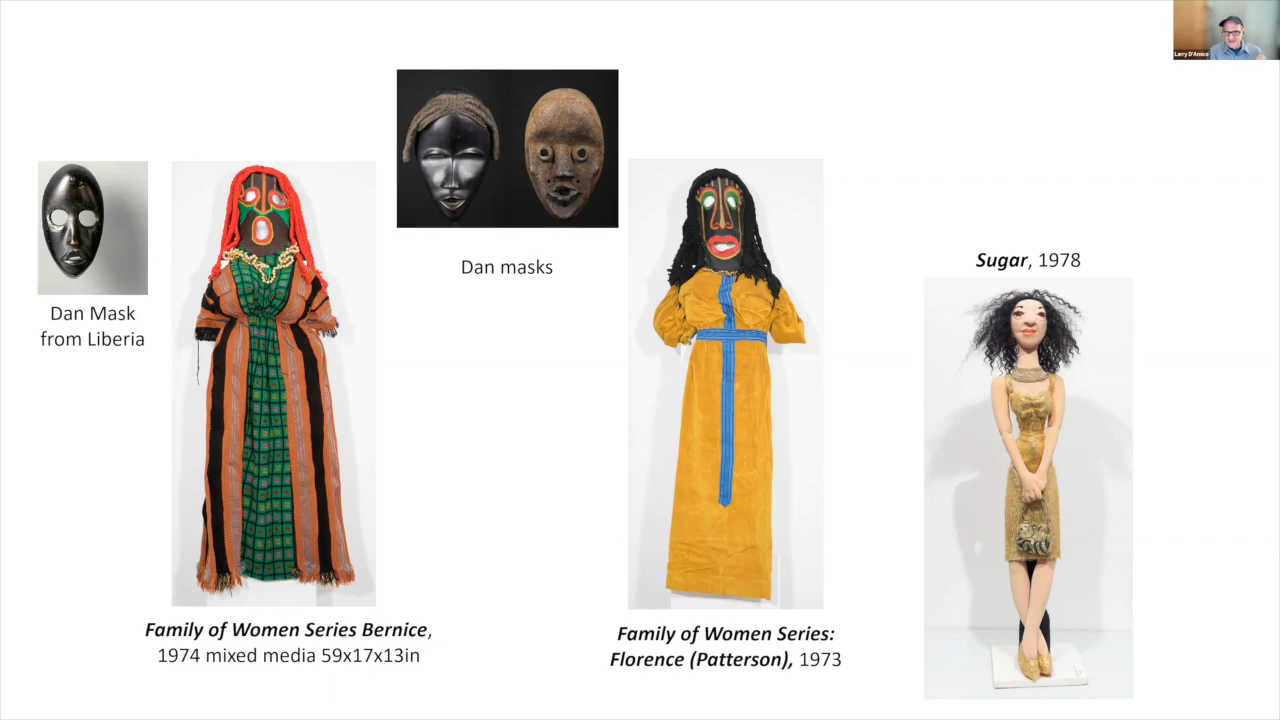 Larry D'Amico
Dan masks
Sugar, 1978
Dan Mask
from Liberia
Family of Women Series Bernice,
1974 mixed media 59x17x13in
Family of Women Series:
Florence (Patterson), 1973